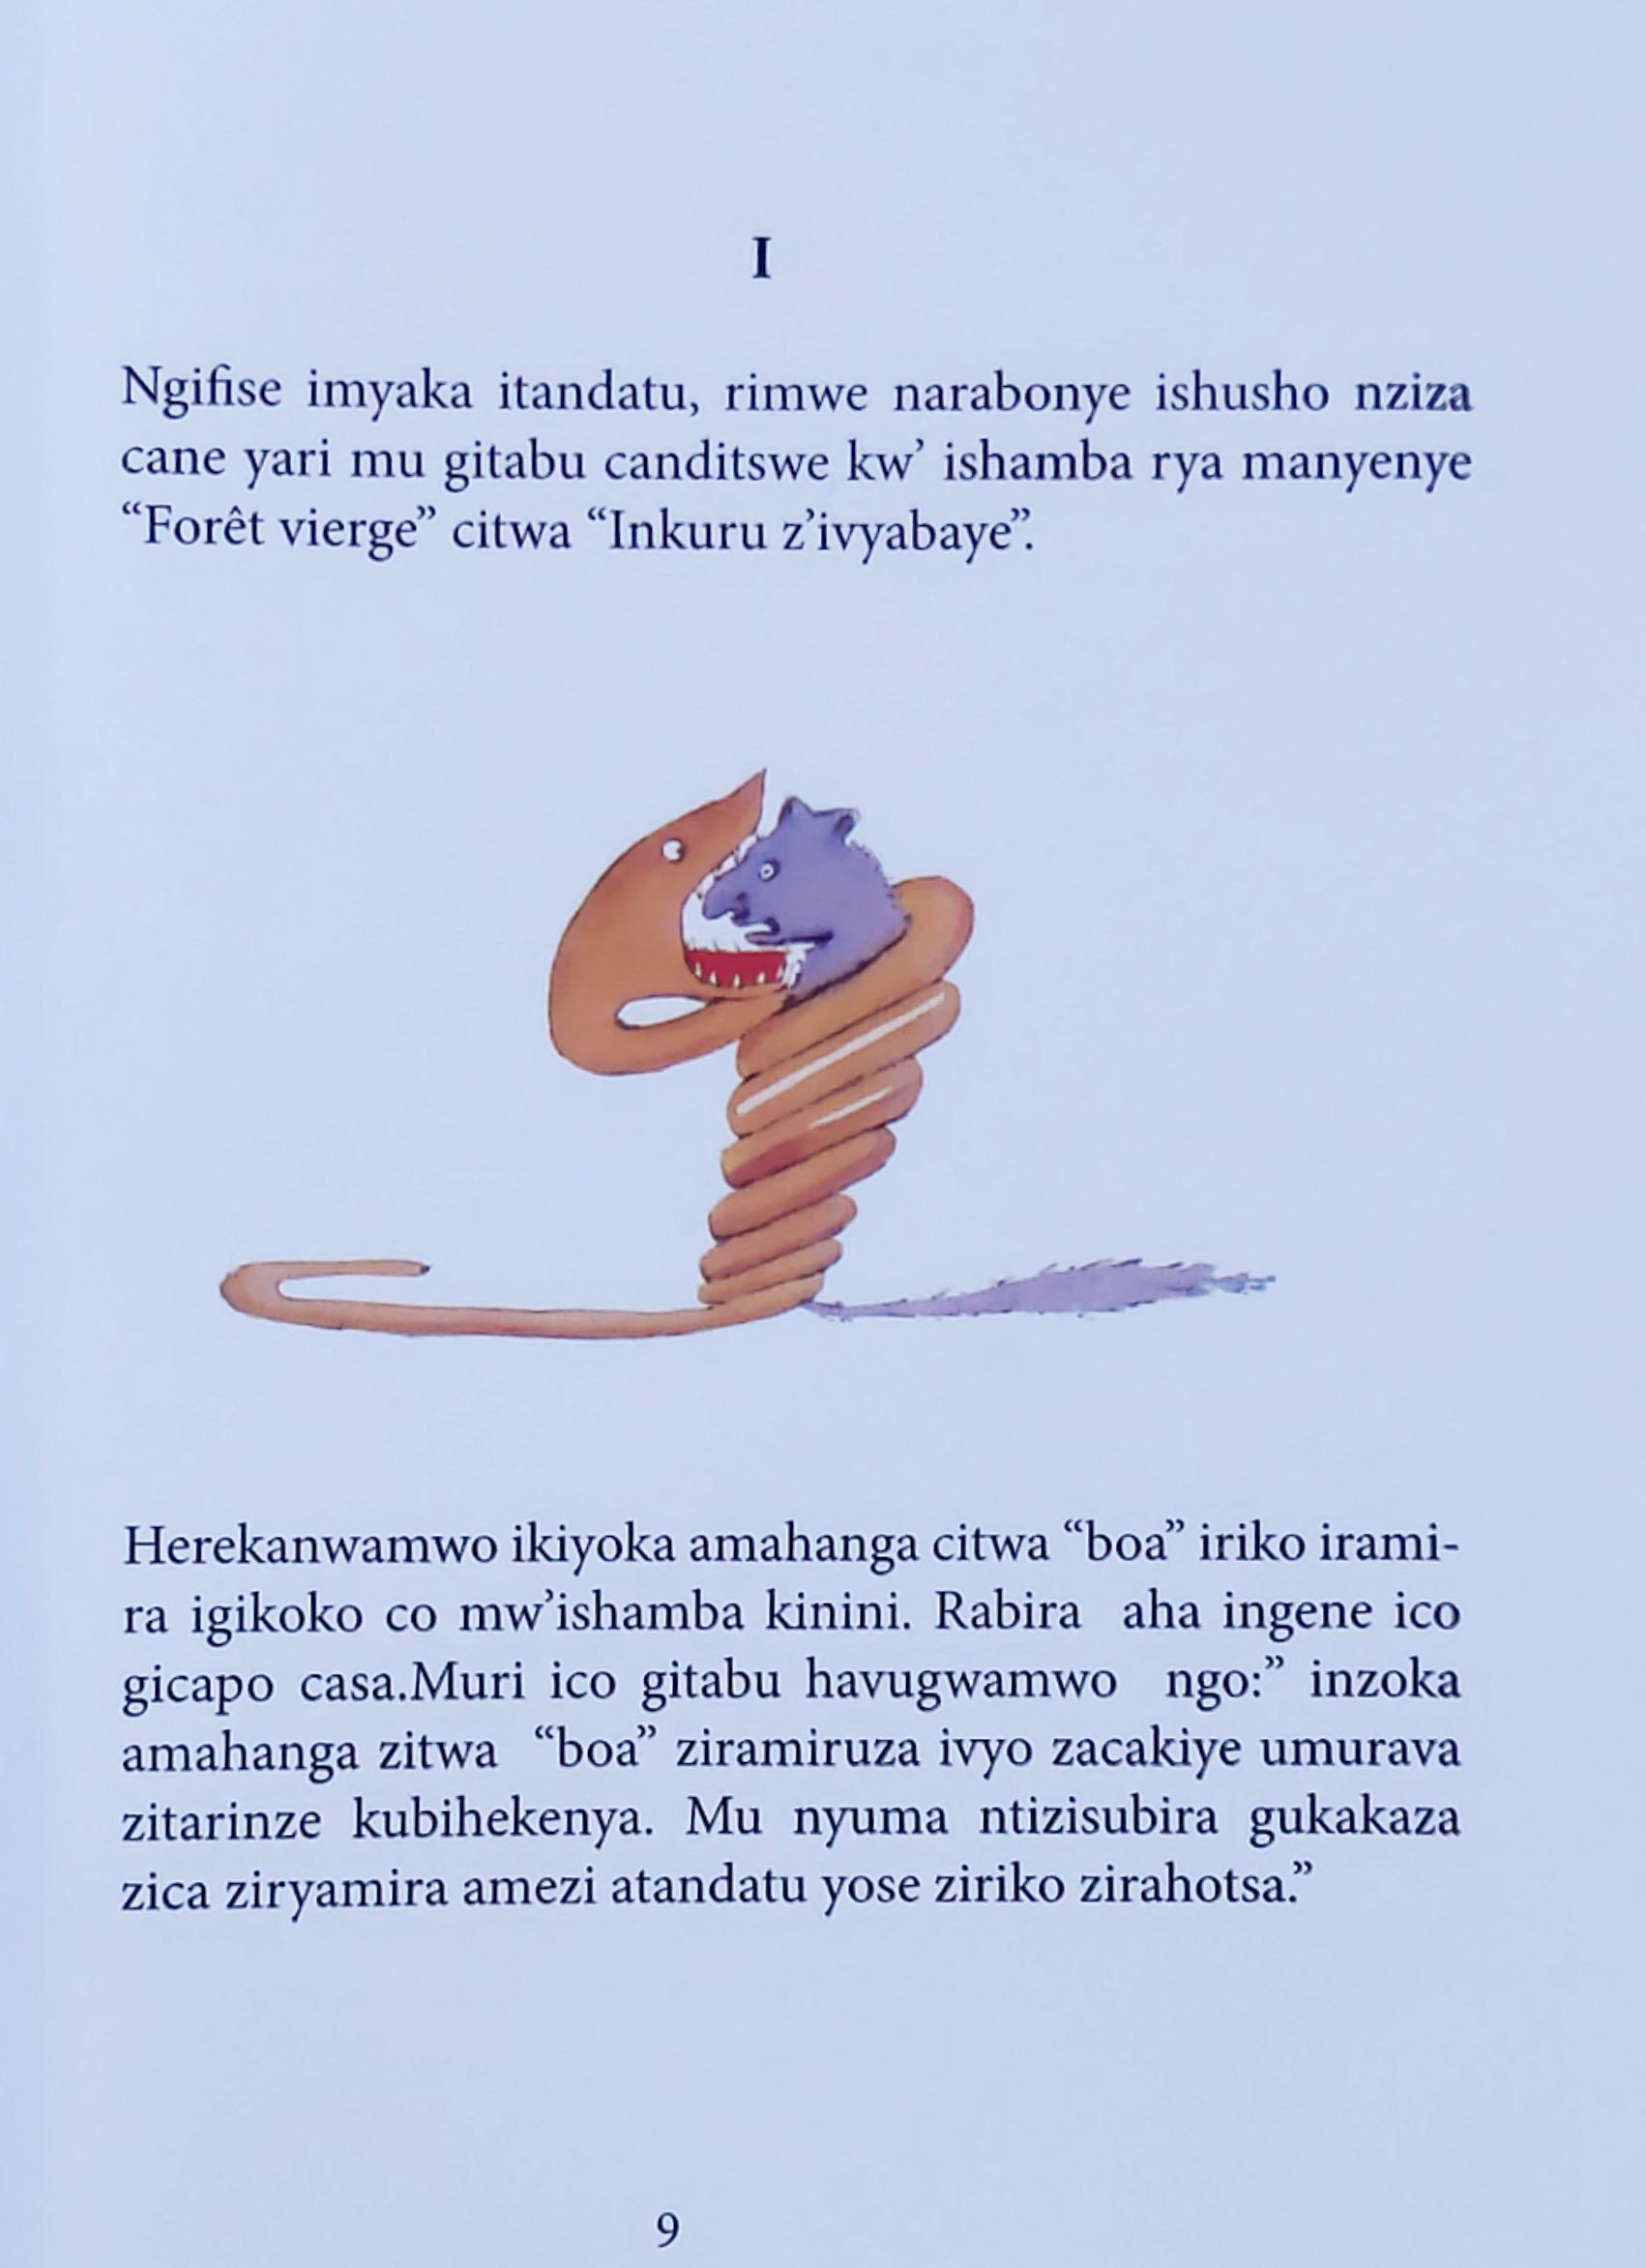 I
Ngifise imyaka itandatu, rimwe narabonye ishusho nziza
cane yari mu gitabu canditswe kw’ ishamba rya manyenye
“Forêt vierge” citwa “Inkuru z’ivyabaye”.
Herekanwamwo ikiyoka amahanga citwa “boa” iriko irami-
ra igikoko co mw’ishamba kinini. Rabira aha ingene ico
gicapo casa.Muri ico gitabu havugwamwo ngo:” inzoka
amahanga zitwa “boa” ziramiruza ivyo zacakiye umurava
zitarinze kubihekenya. Mu nyuma ntizisubira gukakaza
zica ziryamira amezi atandatu yose ziriko zirahotsa.”
9